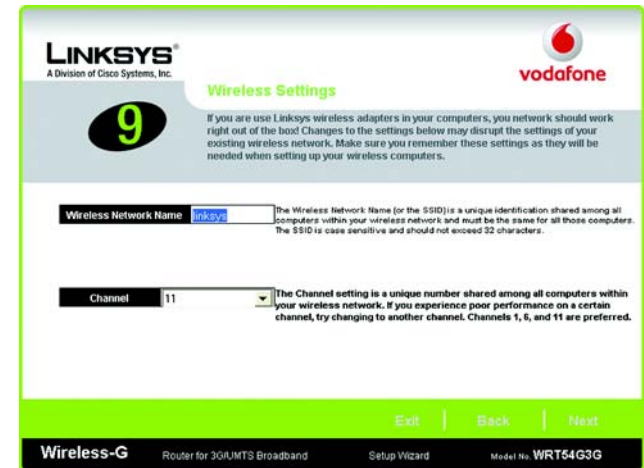 LINKSYS®
A Division of Cisco Systems, Inc.
vodafone
9
Wireless Settings
If you are use Linksys wireless adapters in your computers, you network should work
right out of the box! Changes to the settings below may disrupt the settings of your
existing wireless network. Make sure you remember these settings as they will be
needed when setting up your wireless computers.
Wireless Network Name
linksys
The Wireless Network Name (or the SSID) is a unique identification shared among all
computers within your wireless network and must be the same for all those computers.
The SSID is case sensitive and should not exceed 32 characters.
Channel
11
The Channel setting is a unique number shared among all computers within
your wireless network. If you experience poor performance on a certain
channel, try changing to another channel. Channels 1, 6, and 11 are preferred.
Exit
Back
Next
Wireless-G
Router for 3G/UMTS Broadband
Setup Wizard
Model No. WRT54G3G